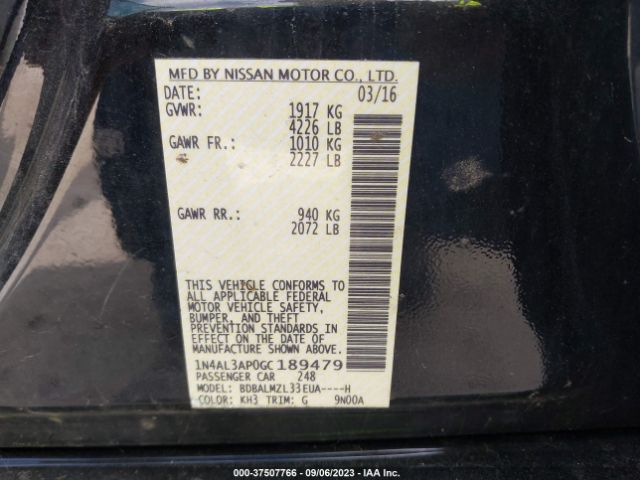 MFD BY NISSAN MOTOR CO., LTD.
DATE: 03/16
GVWR: 1917 KG
4226 LB
GAWR FR.: 1010 KG
2227 LB
GAWR RR.: 940 KG
2072 LB
THIS VEHICLE CONFORMS TO
ALL APPLICABLE FEDERAL
MOTOR VEHICLE SAFETY,
BUMPER, AND THEFT
PREVENTION STANDARDS IN
EFFECT ON THE DATE OF
MANUFACTURE SHOWN ABOVE.
1N4AL3AP0GC189479
PASSENGER CAR 248
MODEL: BDBALMZL33EUA----H
COLOR: KH3 TRIM: G 9N00A
000-37507766 - 09/06/2023 - IAA Inc.